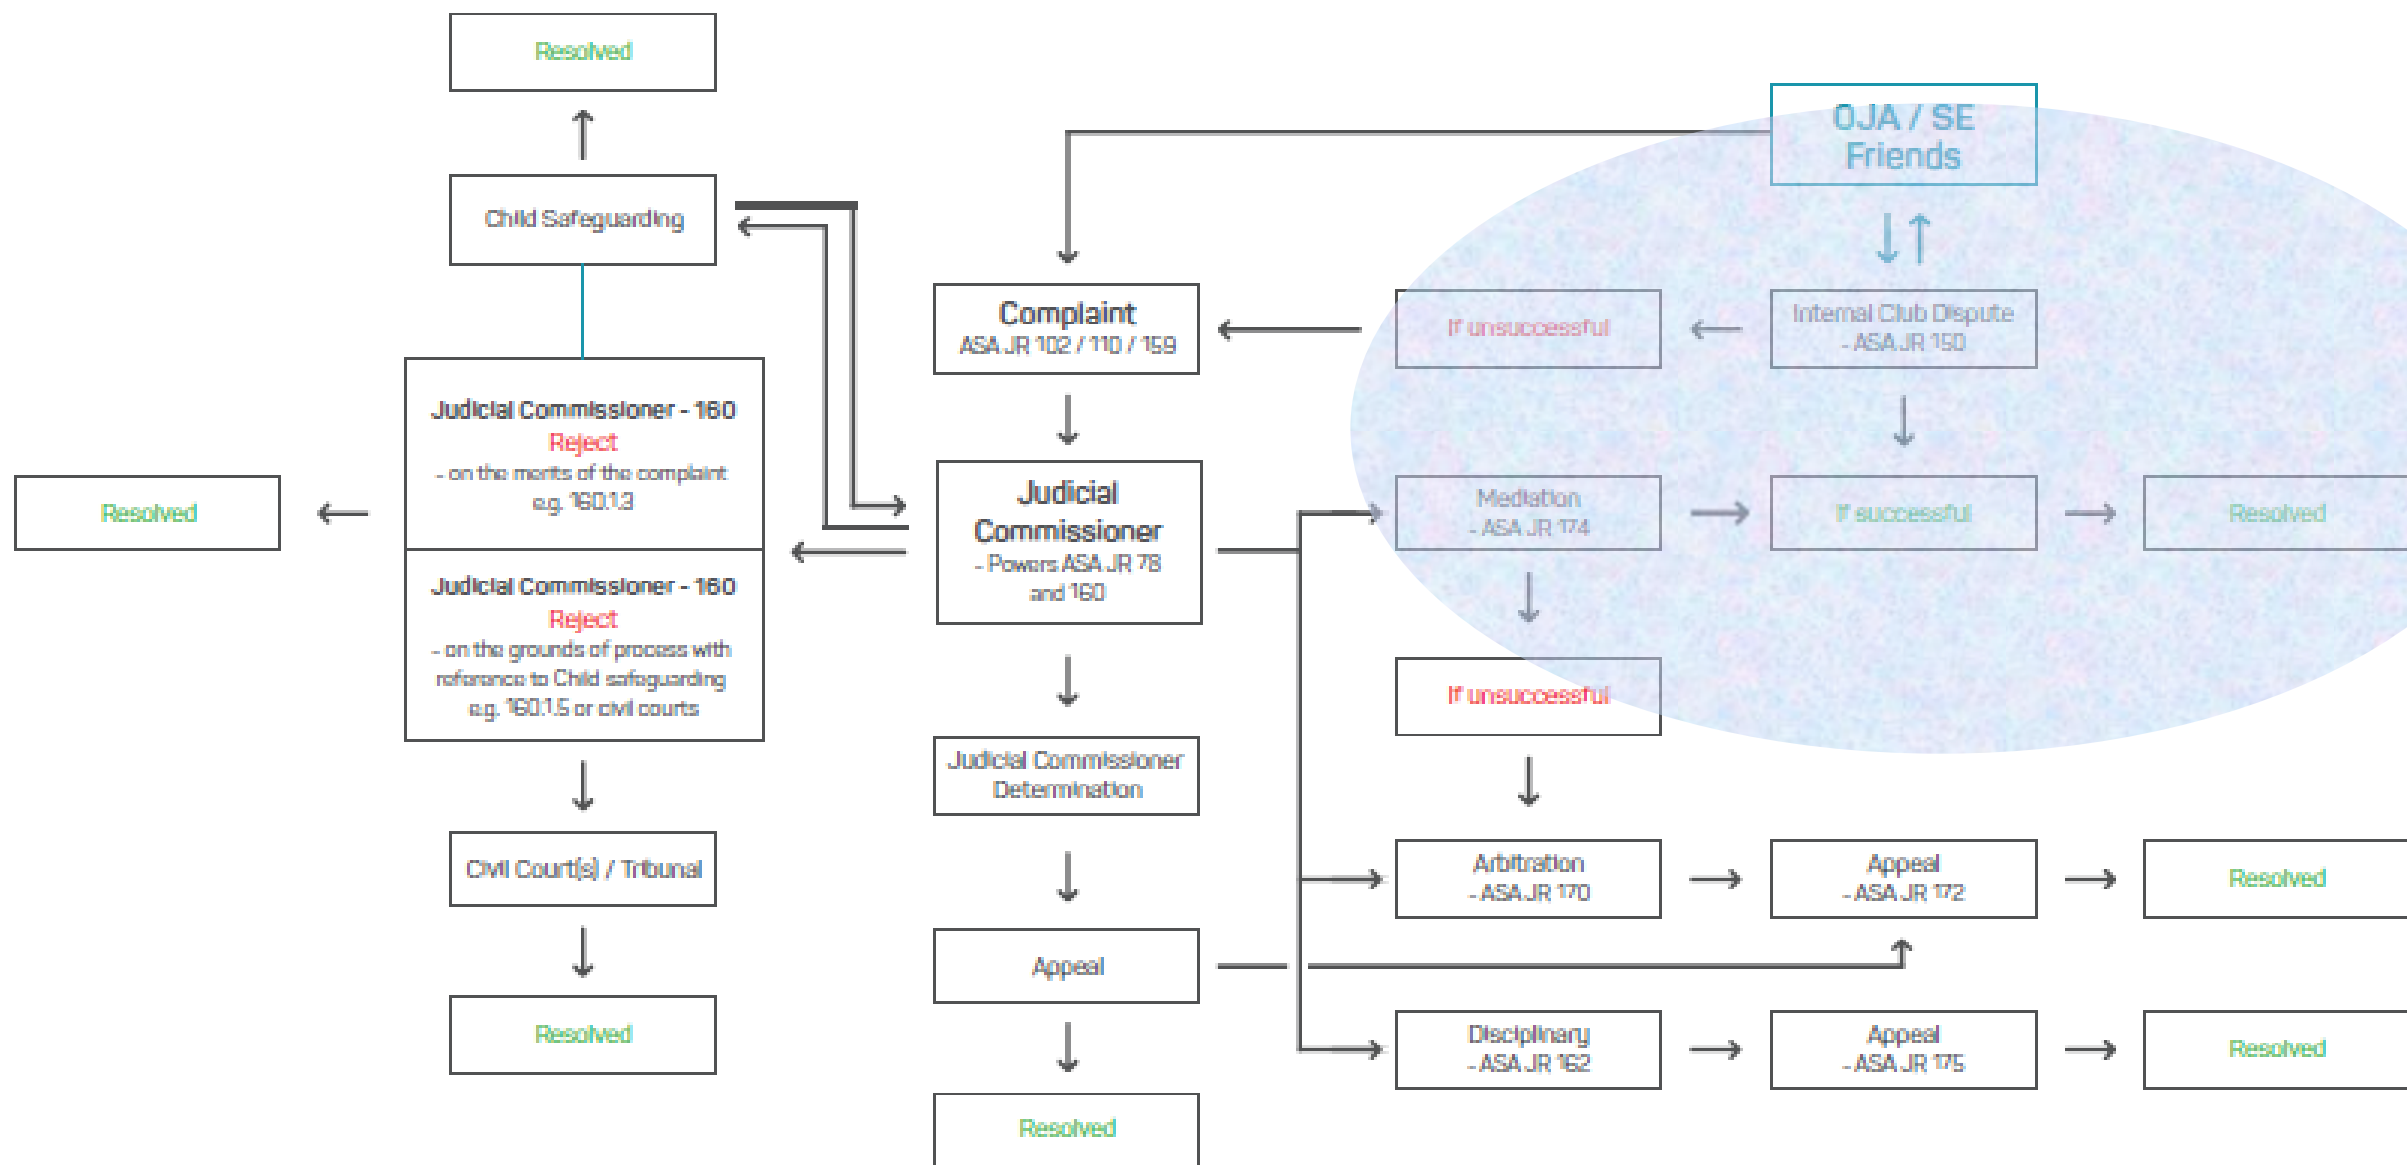 Resolved
OJA / SE
Friends
Child Safeguarding
Complaint
ASA JR 102 / 110 / 159
If unsuccessful
Internal Club Dispute
- ASA JR 150
Judicial Commissioner - 160
Reject
- on the merits of the complaint
e.g. 160.1.3
Resolved
Judicial
Commissioner
- Powers ASA JR 78
and 160
Mediation
- ASA JR 174
If successful
Resolved
Judicial Commissioner - 160
Reject
- on the grounds of process with
reference to Child safeguarding
e.g. 160.1.5 or civil courts
If unsuccessful
Judicial Commissioner
Determination
Civil Court(s) / Tribunal
Arbitration
- ASA JR 170
Appeal
- ASA JR 172
Resolved
Appeal
Resolved
Disciplinary
- ASA JR 162
Appeal
- ASA JR 175
Resolved
Resolved